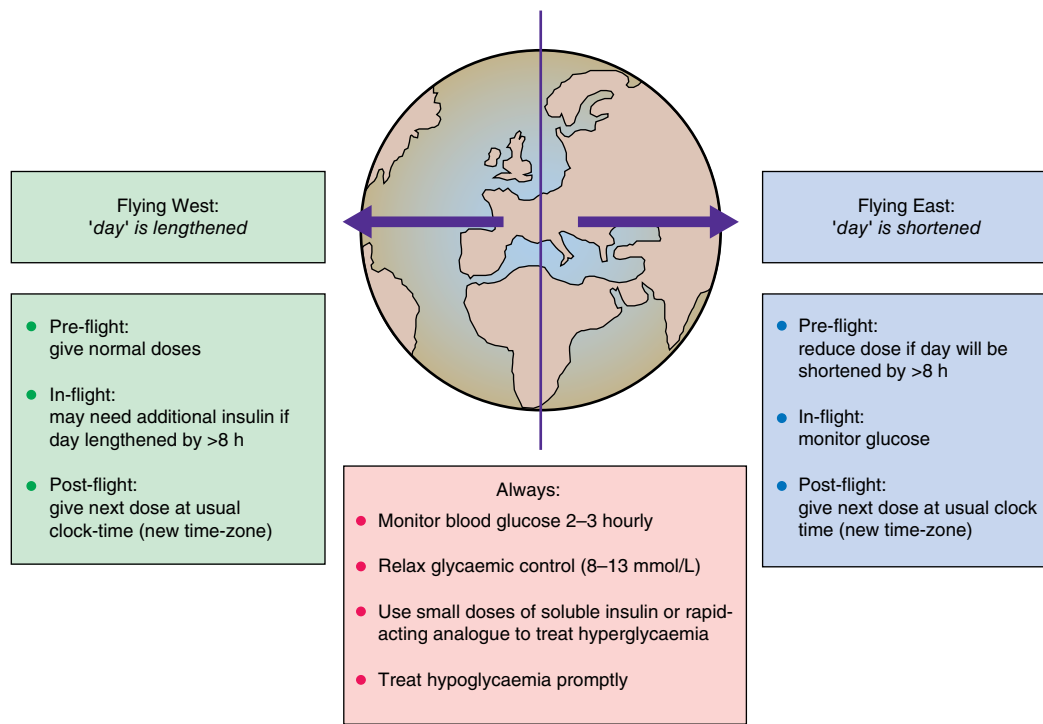 Flying West:
'day' is lengthened
Pre-flight:
give normal doses
In-flight:
may need additional insulin if
day lengthened by >8 h
Post-flight:
give next dose at usual
clock-time (new time-zone)
Always:
Monitor blood glucose 2–3 hourly
Relax glycaemic control (8–13 mmol/L)
Use small doses of soluble insulin or rapid-
acting analogue to treat hyperglycaemia
Treat hypoglycaemia promptly
Flying East:
'day' is shortened
Pre-flight:
reduce dose if day will be
shortened by >8 h
In-flight:
monitor glucose
Post-flight:
give next dose at usual clock
time (new time-zone)